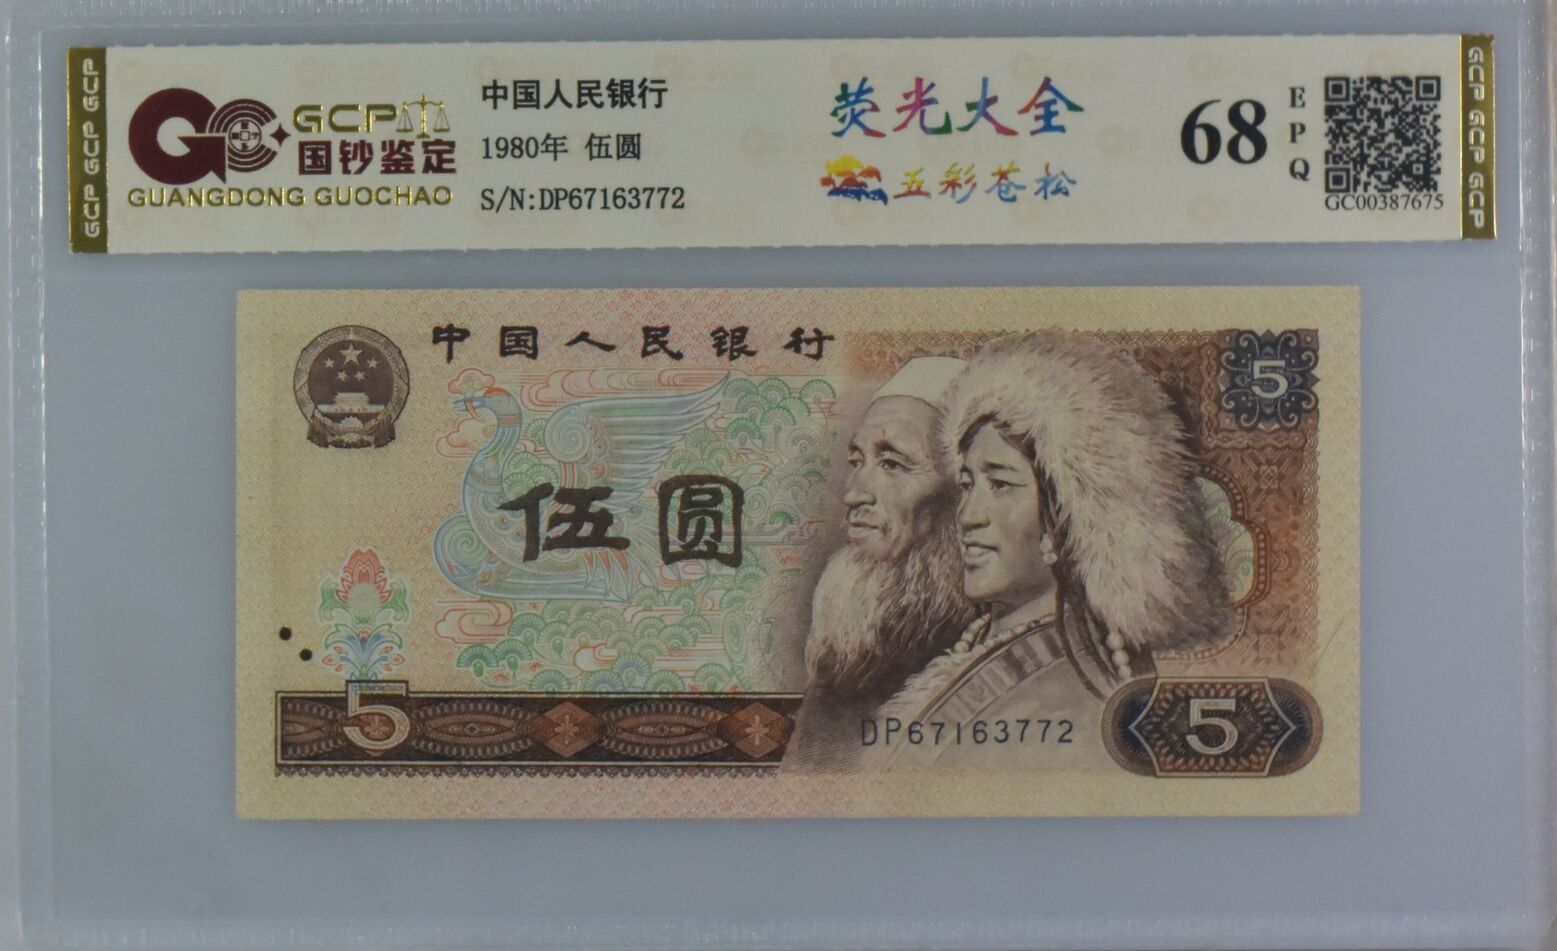 GCP GCP GCP
GCP
国钞鉴定
GUANGDONG GUOCHAO
中国人民银行
1980年 伍圆
S/N:DP67163772
荧光大全
五彩苍松
68
EPQ
GC00387675
GCP GCP GCP
中国人民银行
5
伍圆
5
DP67163772
5